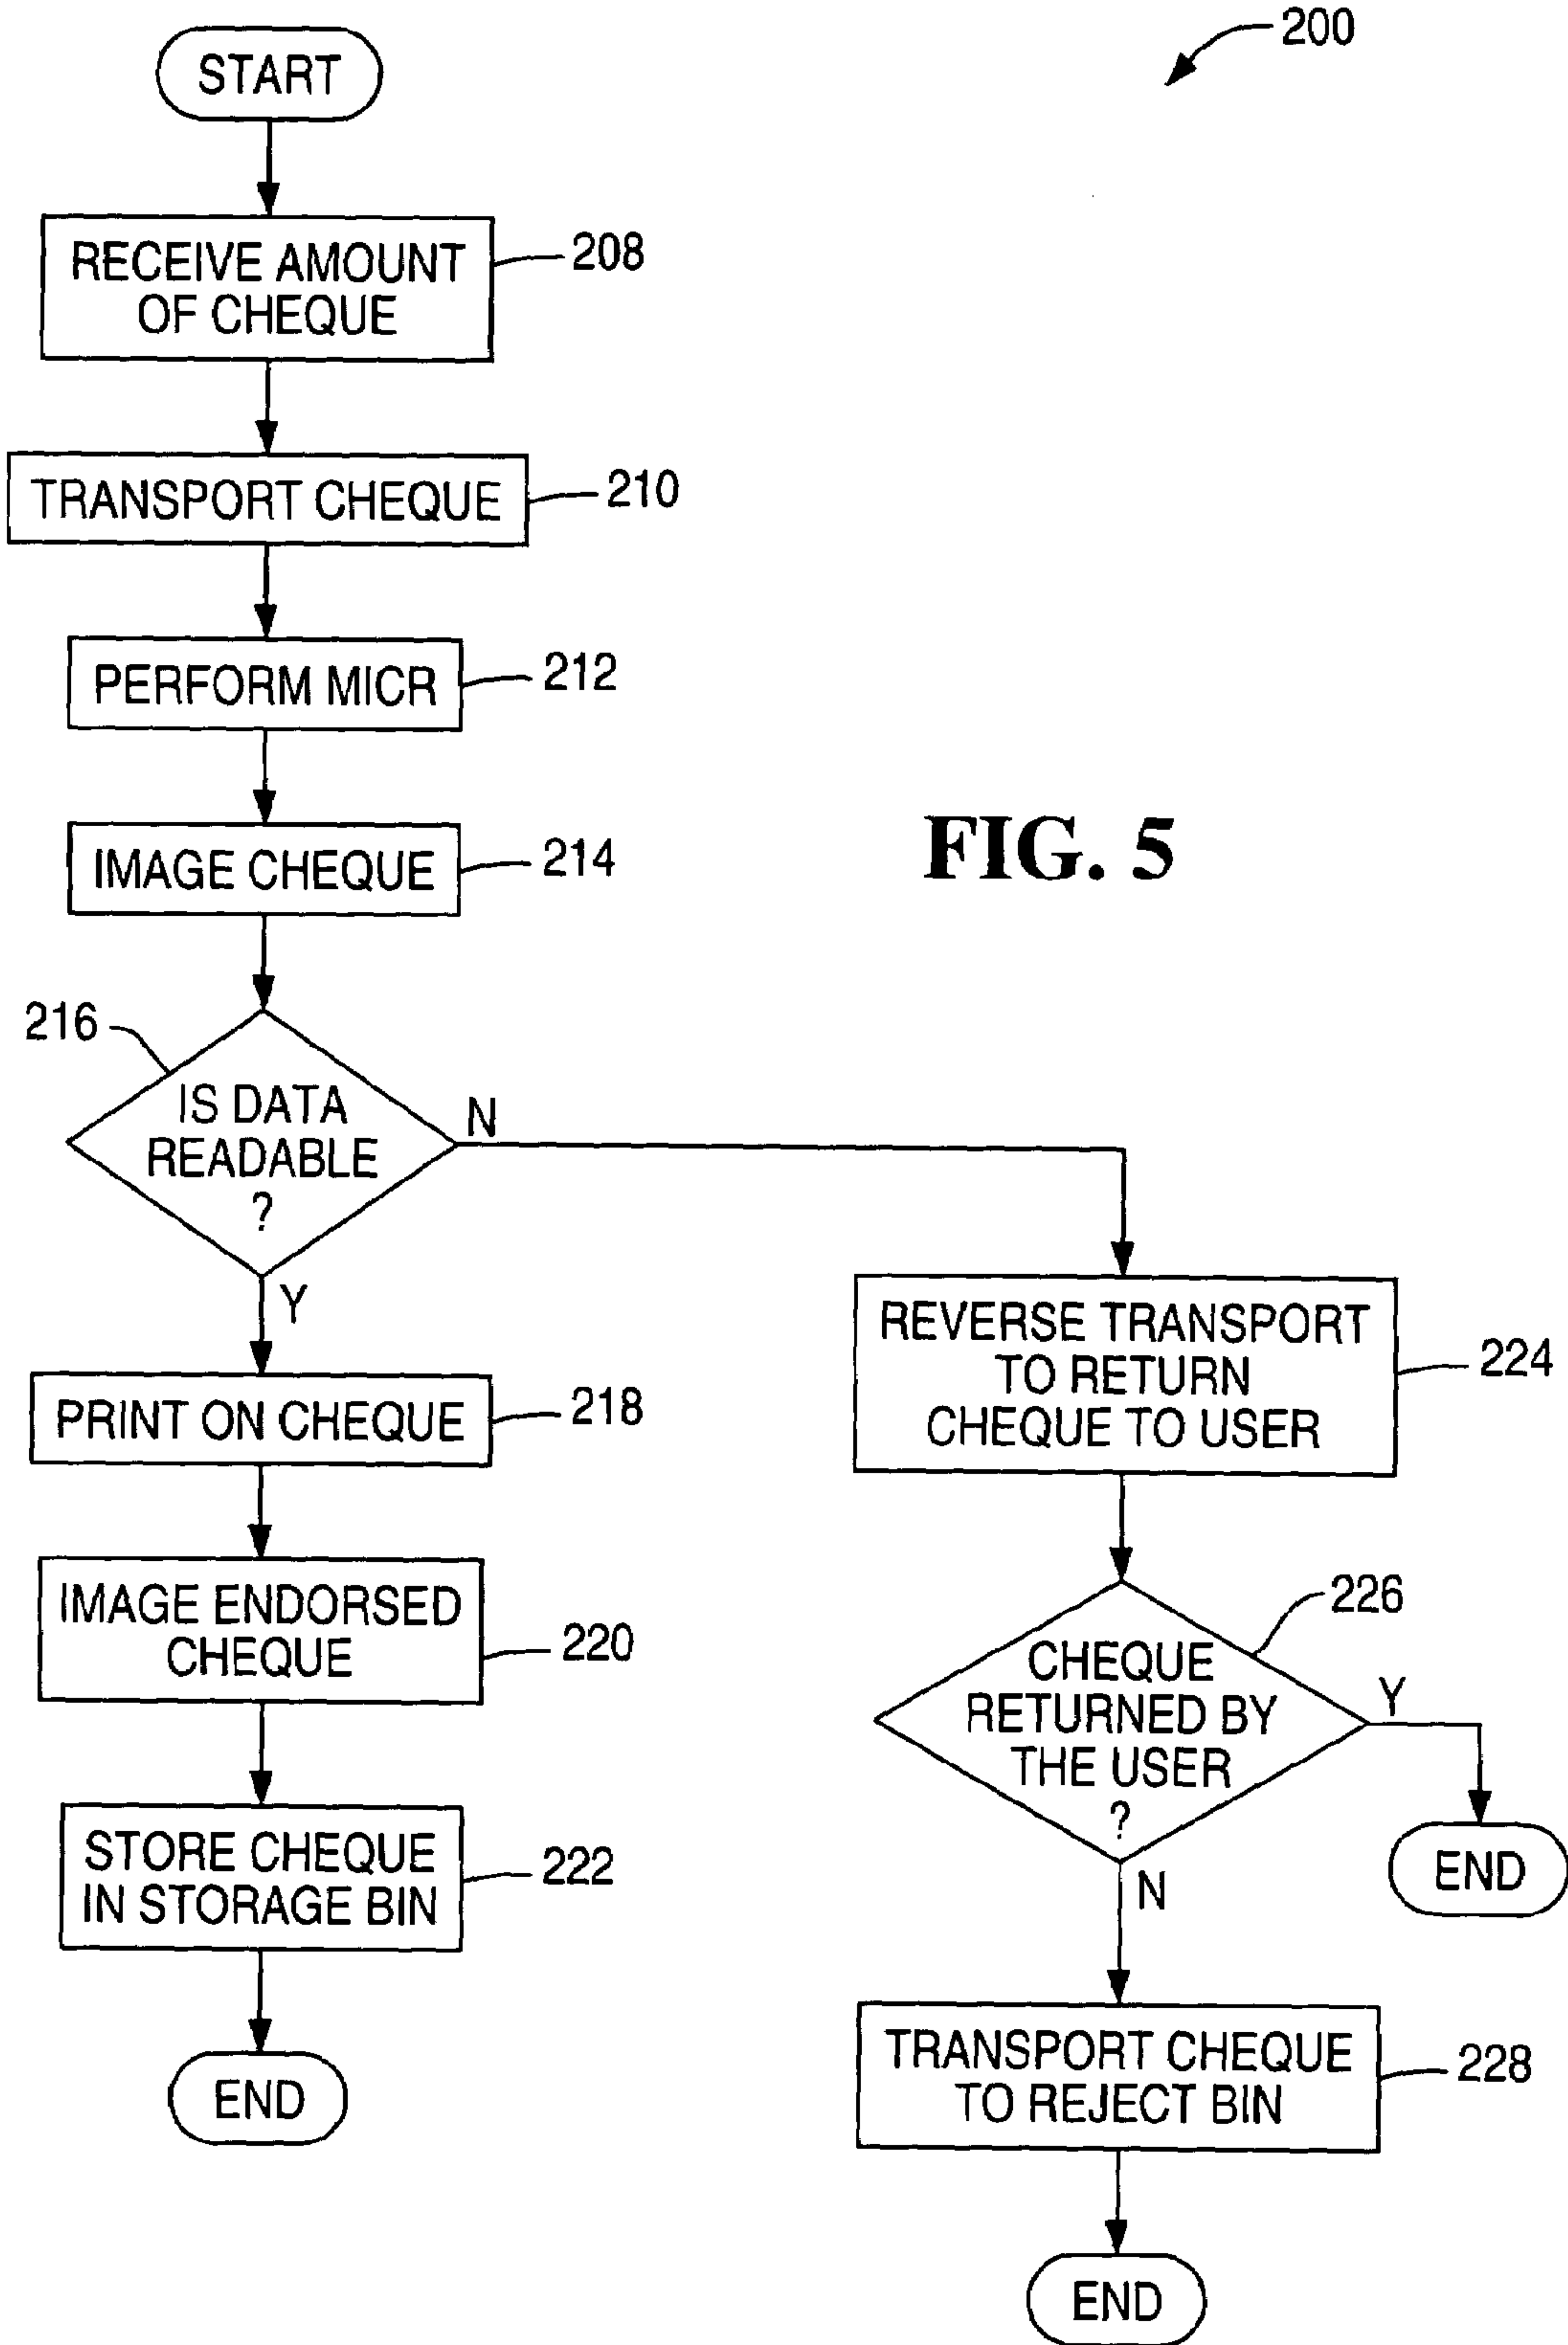 200
START
RECEIVE AMOUNT
OF CHEQUE
208
TRANSPORT CHEQUE
210
PERFORM MICR
212
IMAGE CHEQUE
214
FIG. 5
216
IS DATA
READABLE
?
N
Y
PRINT ON CHEQUE
218
IMAGE ENDORSED
CHEQUE
220
STORE CHEQUE
IN STORAGE BIN
222
END
REVERSE TRANSPORT
TO RETURN
CHEQUE TO USER
224
226
CHEQUE
RETURNED BY
THE USER
?
Y
END
N
TRANSPORT CHEQUE
TO REJECT BIN
228
END